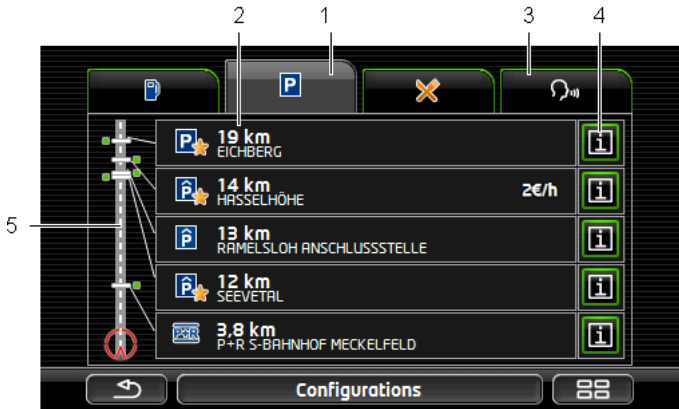 2 1 3 4
P
P 19 km
EICHBERG
i
P 14 km
HASSELHÖHE
2€/h
i
5
P 13 km
RAMELSLOH ANSCHLUSSSTELLE
i
P 12 km
SEEVETAL
i
P+R 3,8 km
P+R S-BAHNHOF MECKELFELD
i
Configurations